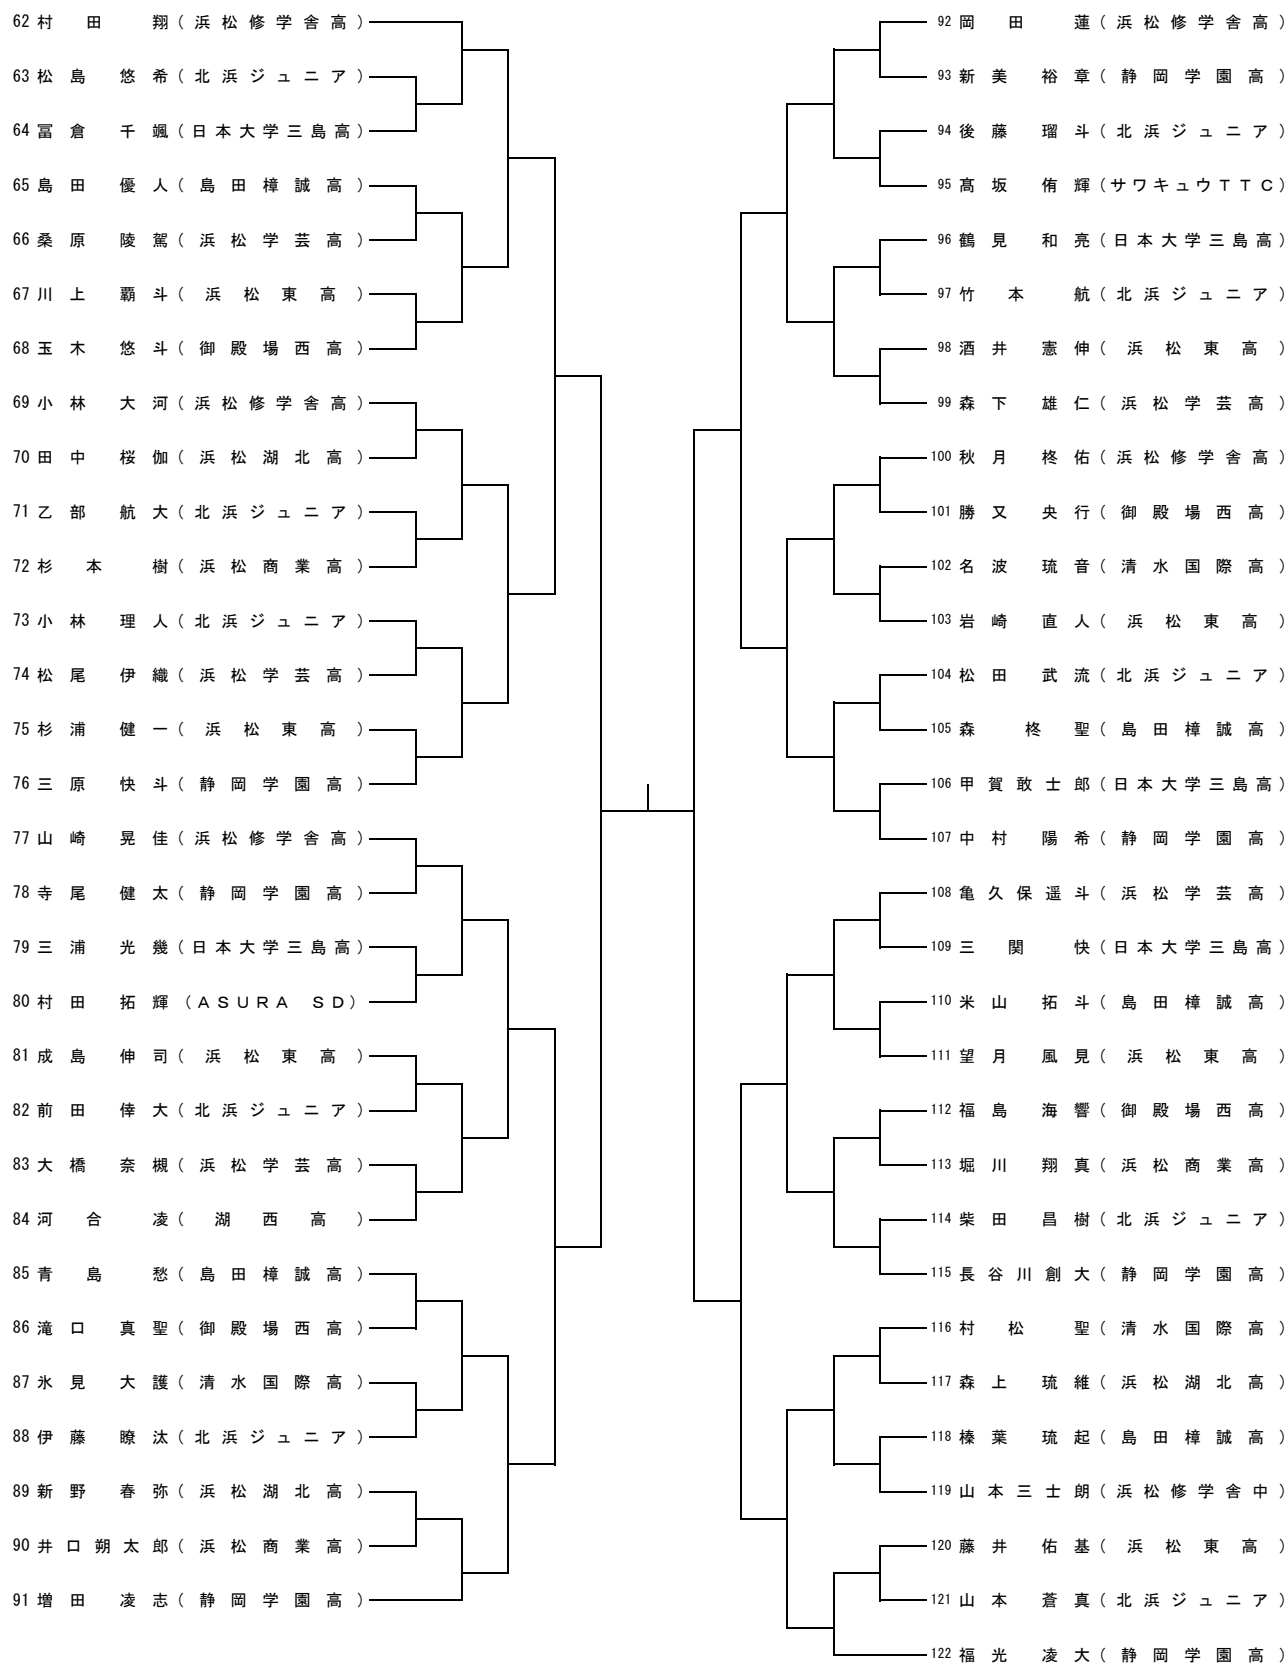 62 村田 翔(浜松修学舎高)
63 松島 悠希(北浜ジュニア)
64 冨倉 千颯(日本大学三島高)
65 島田 優人(島田樟誠高)
66 桑原 陵駕(浜松学芸高)
67 川上 覇斗(浜松東高)
68 玉木 悠斗(御殿場西高)
69 小林 大河(浜松修学舎高)
70 田中 桜伽(浜松湖北高)
71 乙部 航大(北浜ジュニア)
72 杉本 樹(浜松商業高)
73 小林 理人(北浜ジュニア)
74 松尾 伊織(浜松学芸高)
75 杉浦 健一(浜松東高)
76 三原 快斗(静岡学園高)
77 山崎 晃佳(浜松修学舎高)
78 寺尾 健太(静岡学園高)
79 三浦 光幾(日本大学三島高)
80 村田 拓輝(ASURA SD)
81 成島 伸司(浜松東高)
82 前田 倖大(北浜ジュニア)
83 大橋 奈槻(浜松学芸高)
84 河合 凌(湖西高)
85 青島 愁(島田樟誠高)
86 滝口 真聖(御殿場西高)
87 氷見 大護(清水国際高)
88 伊藤 瞭汰(北浜ジュニア)
89 新野 春弥(浜松湖北高)
90 井口朔太郎(浜松商業高)
91 増田 凌志(静岡学園高)
92 岡田 蓮(浜松修学舎高)
93 新美 裕章(静岡学園高)
94 後藤 瑠斗(北浜ジュニア)
95 髙坂 侑輝(サワキュウTTC)
96 鶴見 和亮(日本大学三島高)
97 竹本 航(北浜ジュニア)
98 酒井 憲伸(浜松東高)
99 森下 雄仁(浜松学芸高)
100 秋月 柊佑(浜松修学舎高)
101 勝又 央行(御殿場西高)
102 名波 琉音(清水国際高)
103 岩崎 直人(浜松東高)
104 松田 武流(北浜ジュニア)
105 森 柊聖(島田樟誠高)
106 甲賀敢士郎(日本大学三島高)
107 中村 陽希(静岡学園高)
108 亀久保遥斗(浜松学芸高)
109 三関 快(日本大学三島高)
110 米山 拓斗(島田樟誠高)
111 望月 風見(浜松東高)
112 福島 海響(御殿場西高)
113 堀川 翔真(浜松商業高)
114 柴田 昌樹(北浜ジュニア)
115 長谷川創大(静岡学園高)
116 村松 聖(清水国際高)
117 森上 琉維(浜松湖北高)
118 榛葉 琉起(島田樟誠高)
119 山本三士朗(浜松修学舎中)
120 藤井 佑基(浜松東高)
121 山本 蒼真(北浜ジュニア)
122 福光 凌大(静岡学園高)